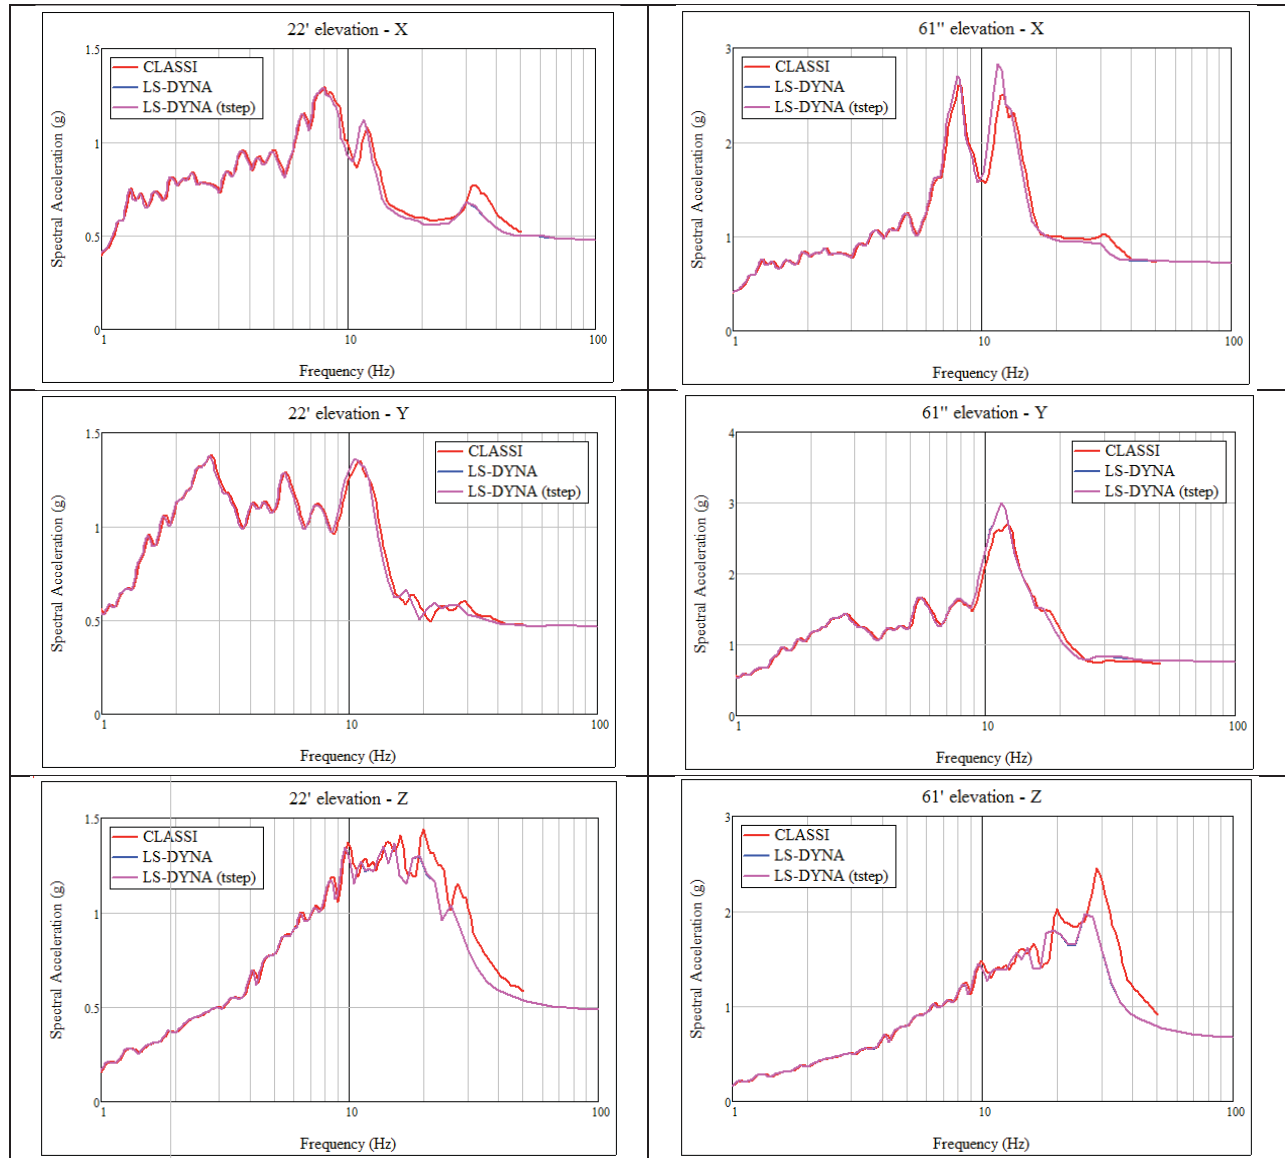 22' elevation - X
1.5
1
0.5
0
CLASSI
LS-DYNA
LS-DYNA (tstep)
Spectral Acceleration (g)
1
10
100
Frequency (Hz)
61" elevation - X
3
2
1
0
CLASSI
LS-DYNA
LS-DYNA (tstep)
Spectral Acceleration (g)
1
10
100
Frequency (Hz)
22' elevation - Y
1.5
1
0.5
0
CLASSI
LS-DYNA
LS-DYNA (tstep)
Spectral Acceleration (g)
1
10
100
Frequency (Hz)
61" elevation - Y
4
3
2
1
0
CLASSI
LS-DYNA
LS-DYNA (tstep)
Spectral Acceleration (g)
1
10
100
Frequency (Hz)
22' elevation - Z
1.5
1
0.5
0
CLASSI
LS-DYNA
LS-DYNA (tstep)
Spectral Acceleration (g)
1
10
100
Frequency (Hz)
61' elevation - Z
3
2
1
0
CLASSI
LS-DYNA
LS-DYNA (tstep)
Spectral Acceleration (g)
1
10
100
Frequency (Hz)